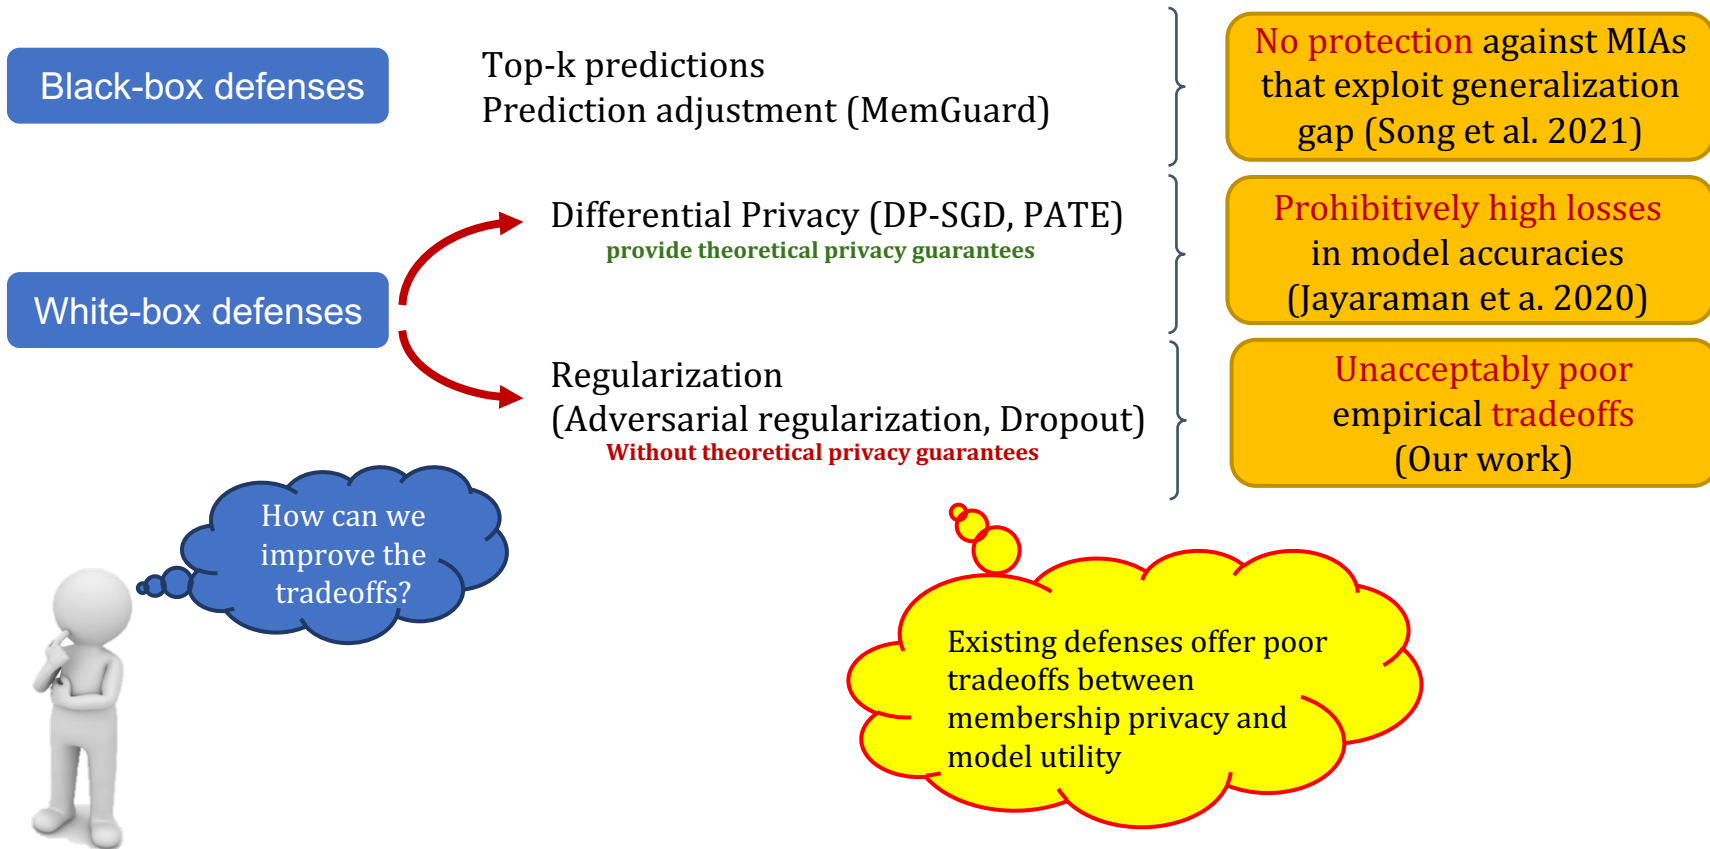 Black-box defenses
Top-k predictions
Prediction adjustment (MemGuard)
No protection against MIAs
that exploit generalization
gap (Song et al. 2021)
White-box defenses
Differential Privacy (DP-SGD, PATE)
provide theoretical privacy guarantees
Prohibitively high losses
in model accuracies
(Jayaraman et a. 2020)
Regularization
(Adversarial regularization, Dropout)
Without theoretical privacy guarantees
Unacceptably poor
empirical tradeoffs
(Our work)
How can we
improve the
tradeoffs?
Existing defenses offer poor
tradeoffs between
membership privacy and
model utility